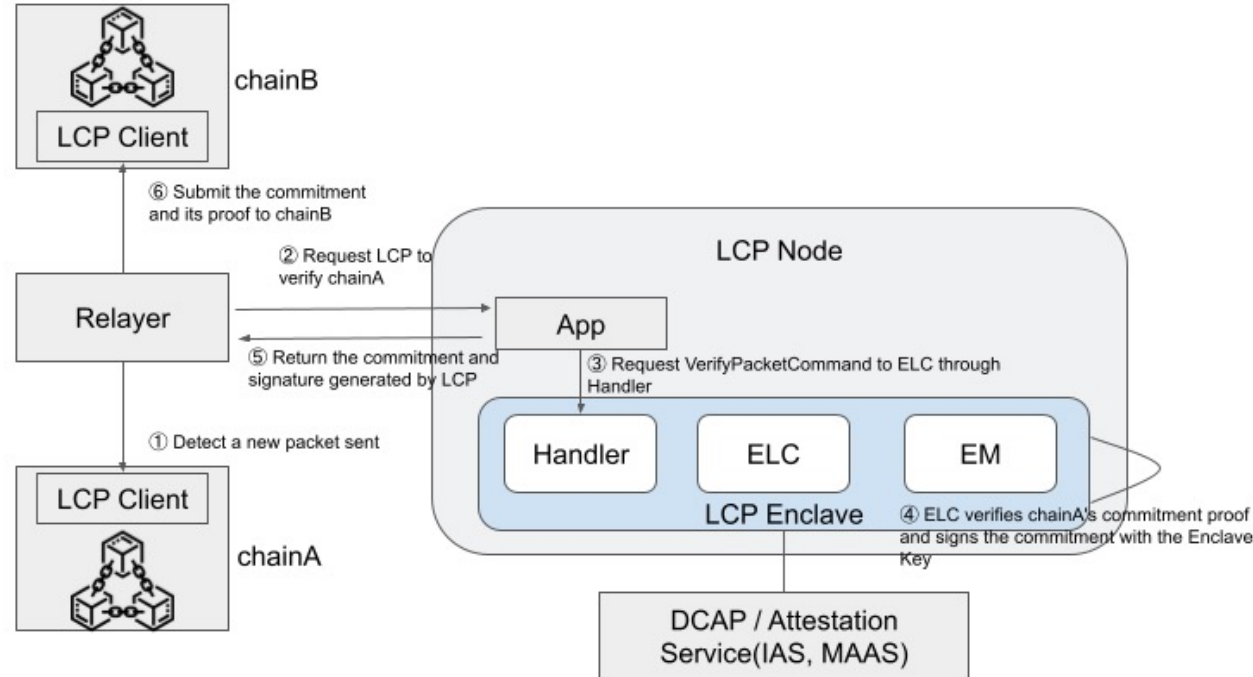 chainB
LCP Client
⑥ Submit the commitment
and its proof to chainB
② Request LCP to
verify chainA
LCP Node
Relayer
App
⑤ Return the commitment and
signature generated by LCP
③ Request VerifyPacketCommand to ELC through
Handler
① Detect a new packet sent
Handler
ELC
EM
LCP Client
LCP Enclave
④ ELC verifies chainA's commitment proof
and signs the commitment with the Enclave
Key
chainA
DCAP / Attestation
Service(IAS, MAAS)